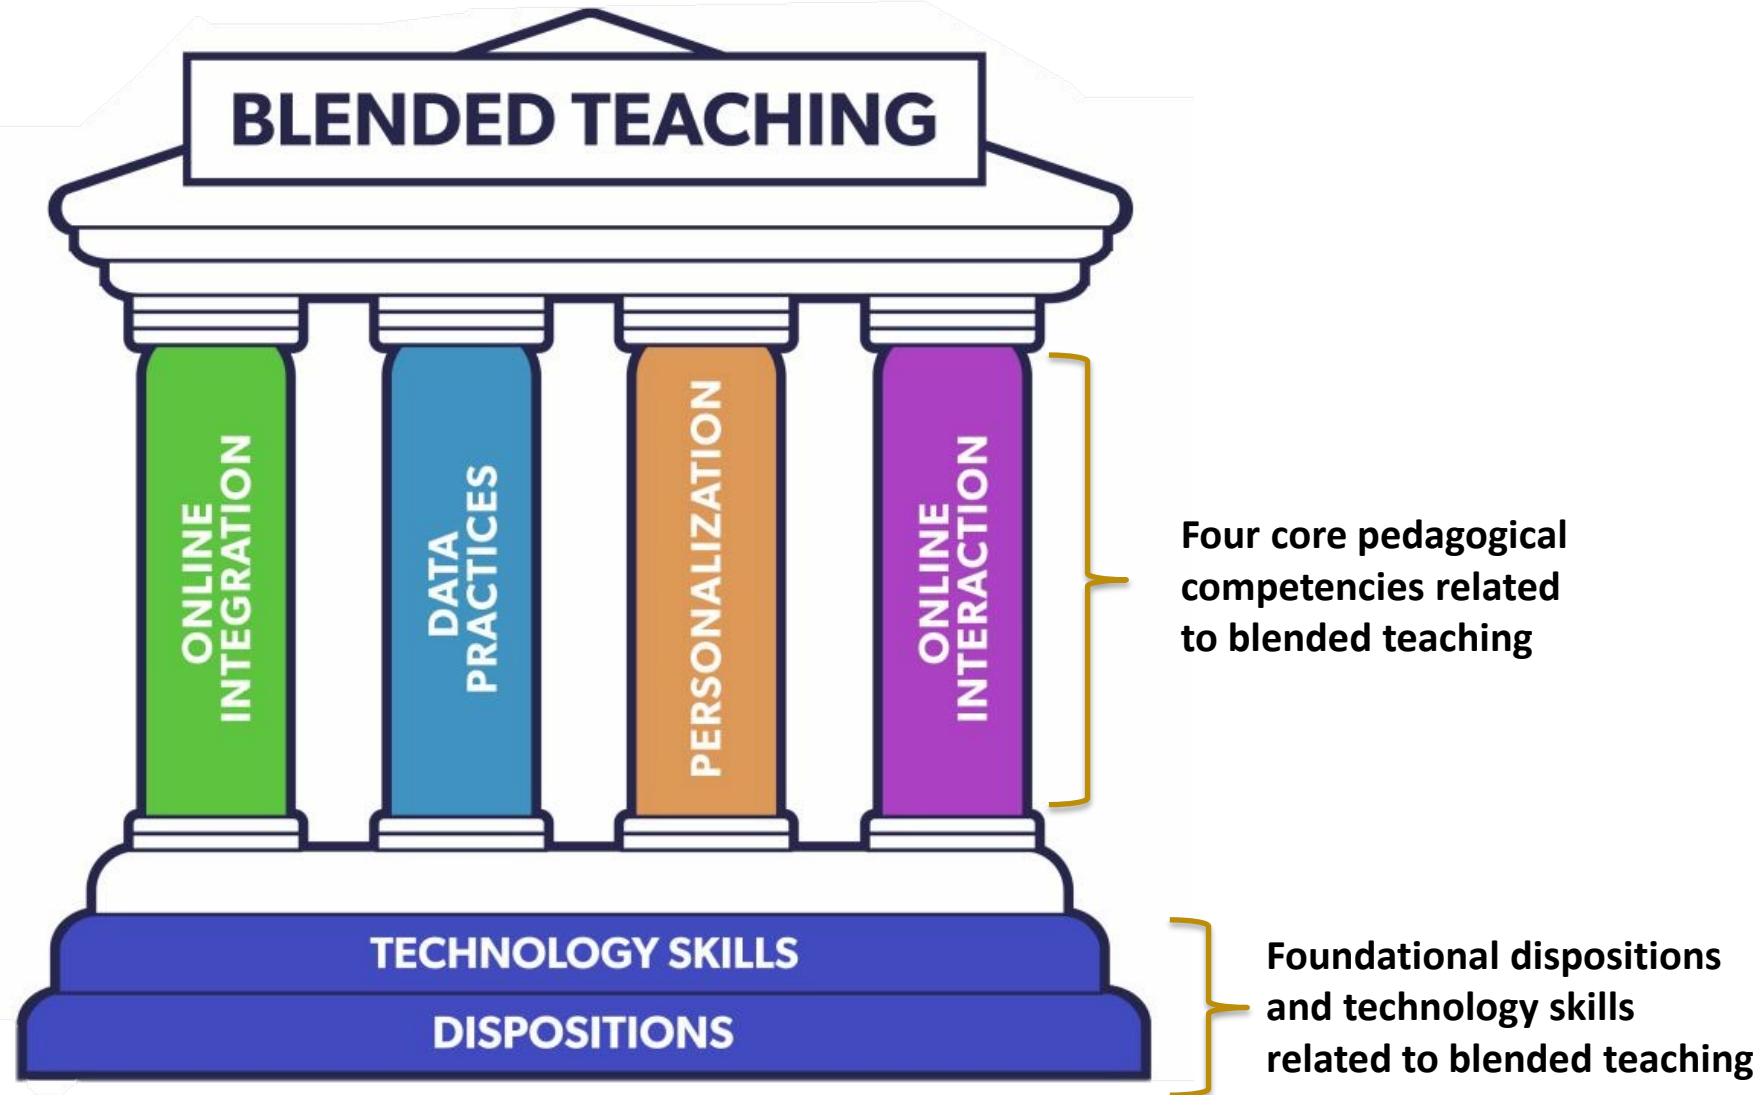 BLENDED TEACHING
ONLINE
INTEGRATION
DATA
PRACTICES
PERSONALIZATION
ONLINE
INTERACTION
Four core pedagogical
competencies related
to blended teaching
TECHNOLOGY SKILLS
DISPOSITIONS
Foundational dispositions
and technology skills
related to blended teaching